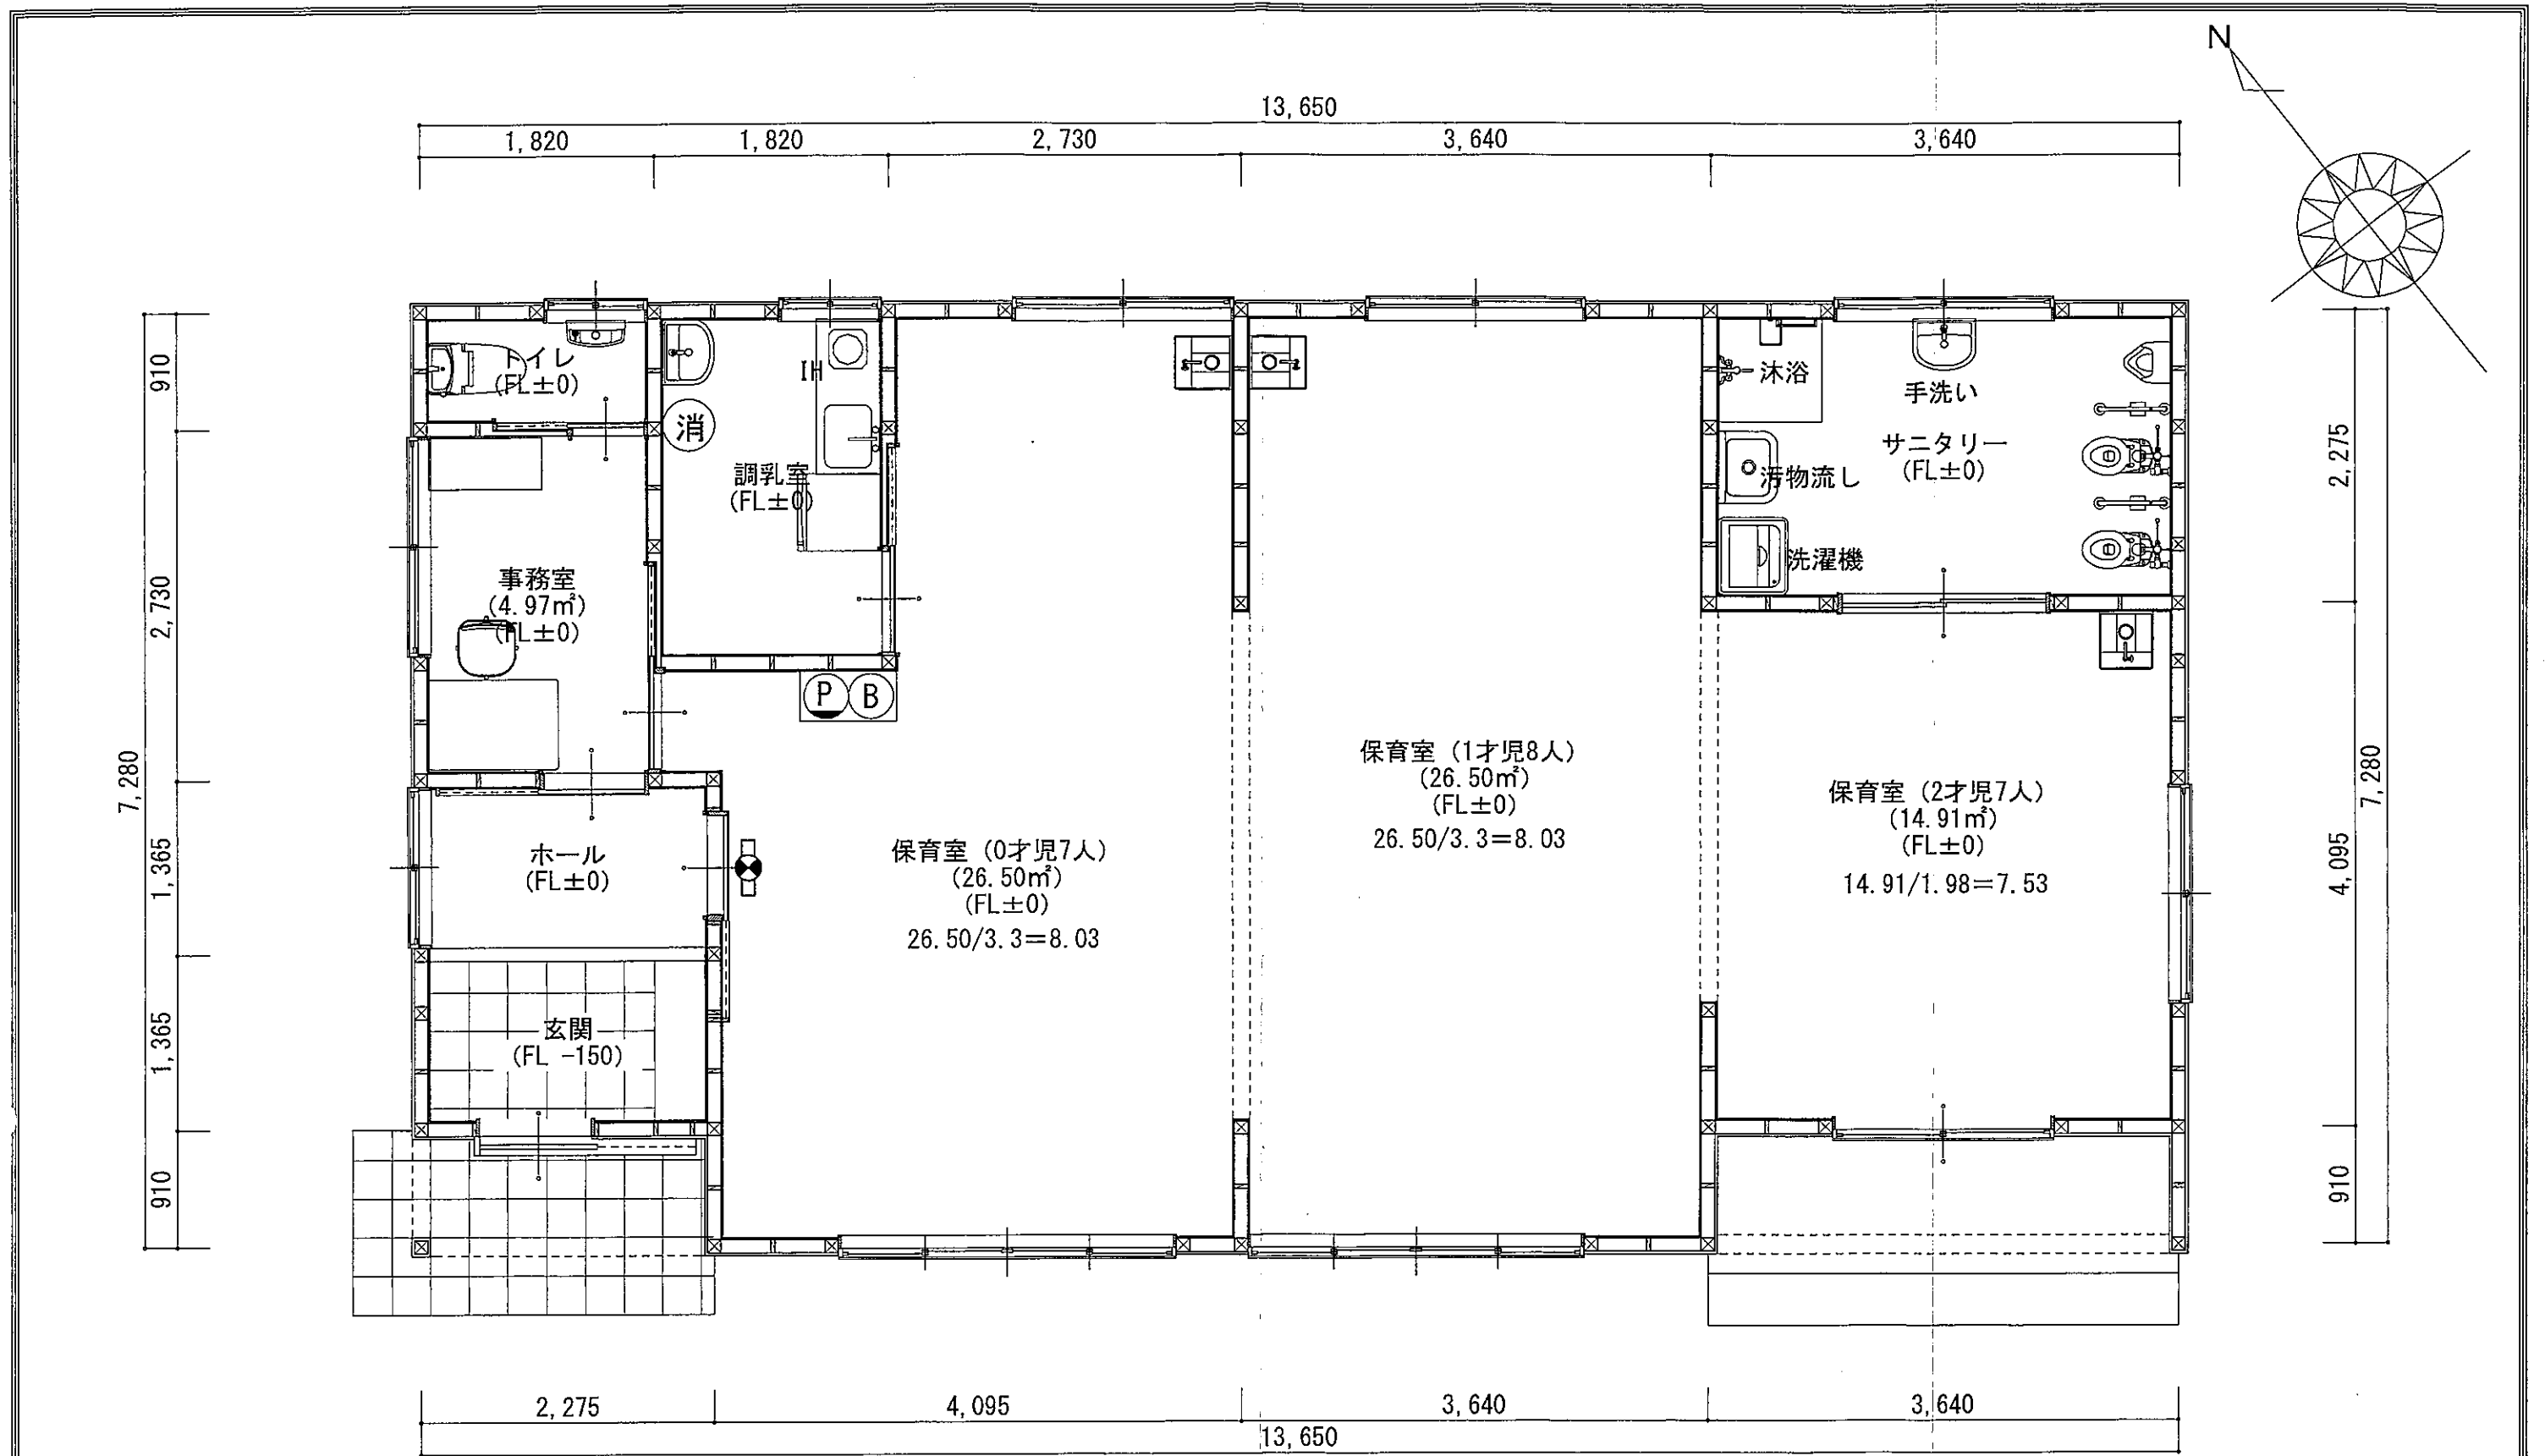 N
13,650
1,820
1,820
2,730
3,640
3,640
910
2,730
7,280
1,365
1,365
910
トイレ
(FL±0)
IH
消
調乳室
(FL±0)
事務室
(4.97㎡)
(FL±0)
P B
ホール
(FL±0)
玄関
(FL -150)
保育室 (0才児7人)
(26.50㎡)
(FL±0)
26.50/3.3=8.03
保育室 (1才児8人)
(26.50㎡)
(FL±0)
26.50/3.3=8.03
沐浴
手洗い
サニタリー
(FL±0)
汚物流し
洗濯機
保育室 (2才児7人)
(14.91㎡)
(FL±0)
14.91/1.98=7.53
2,275
7,280
4,095
910
2,275
4,095
3,640
3,640
13,650